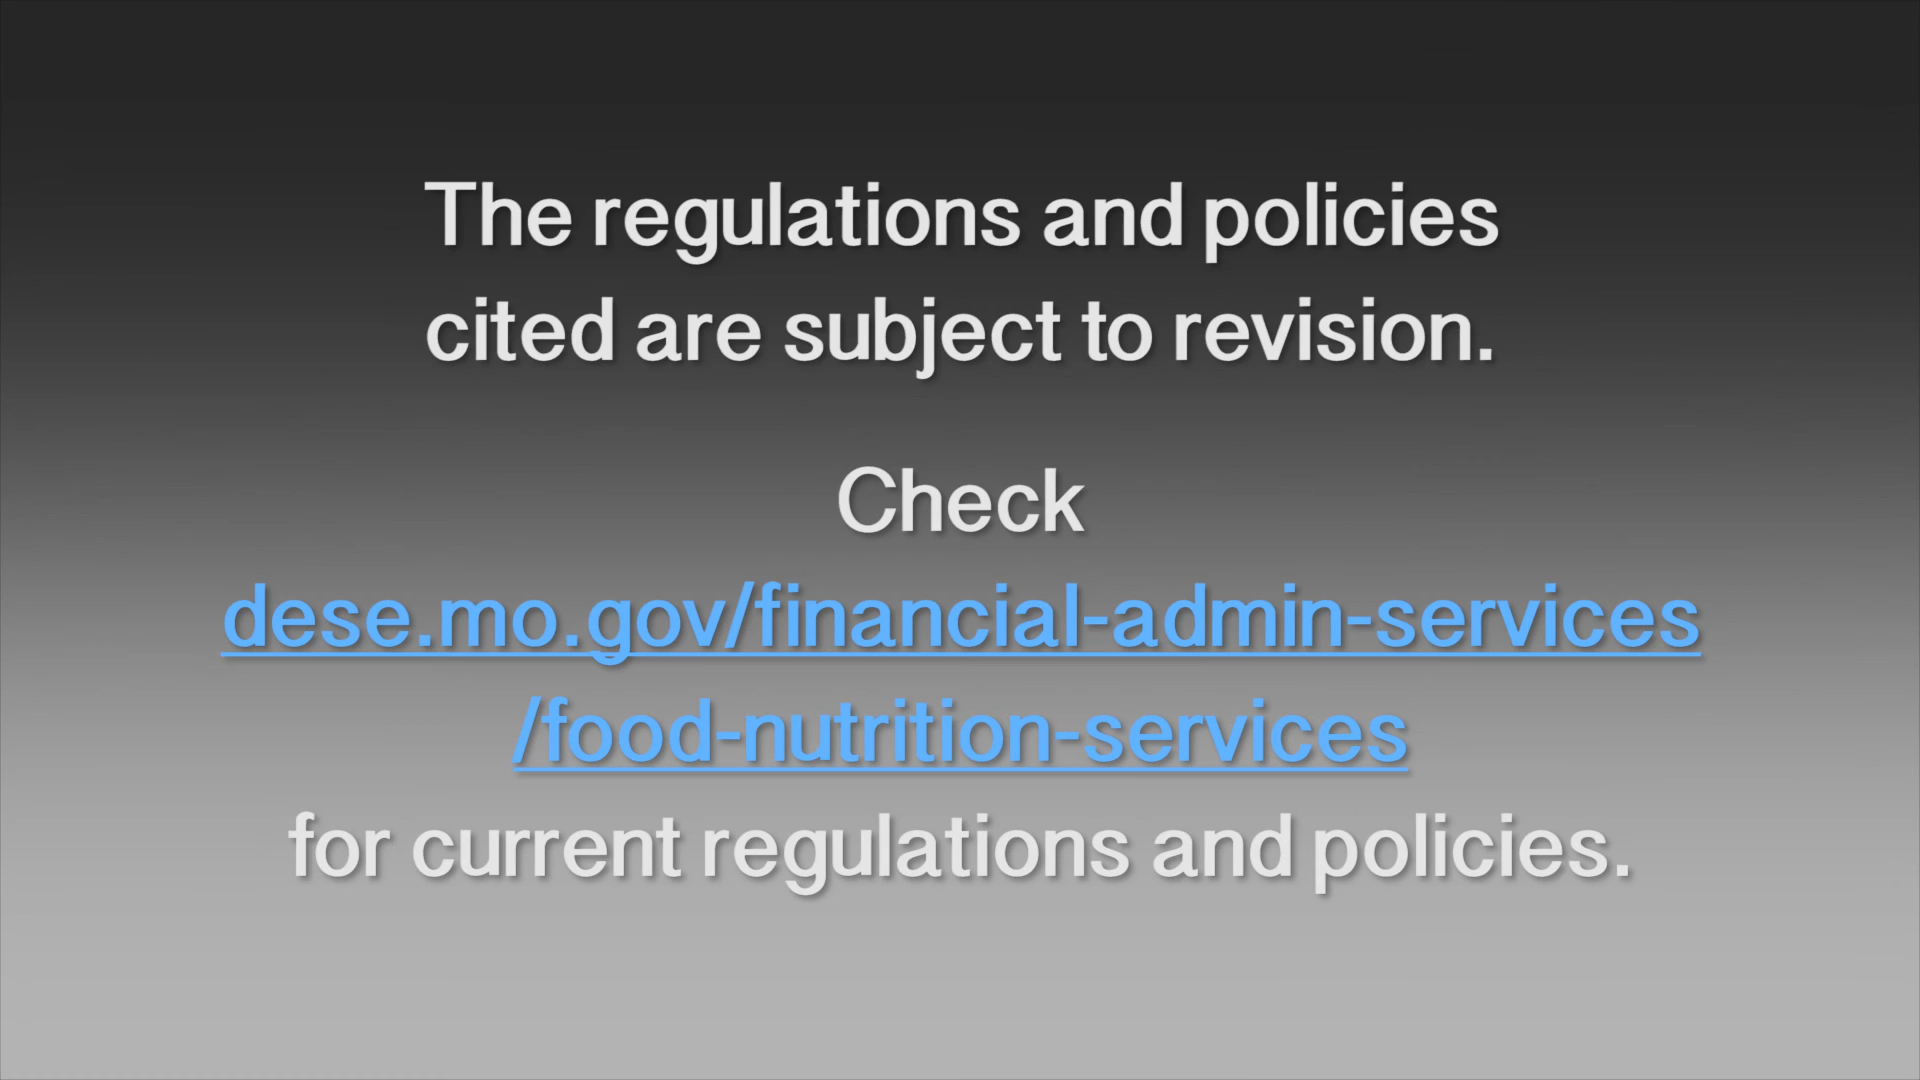 The regulations and policies
cited are subject to revision.
Check
dese.mo.gov/financial-admin-services
/food-nutrition-services
for current regulations and policies.